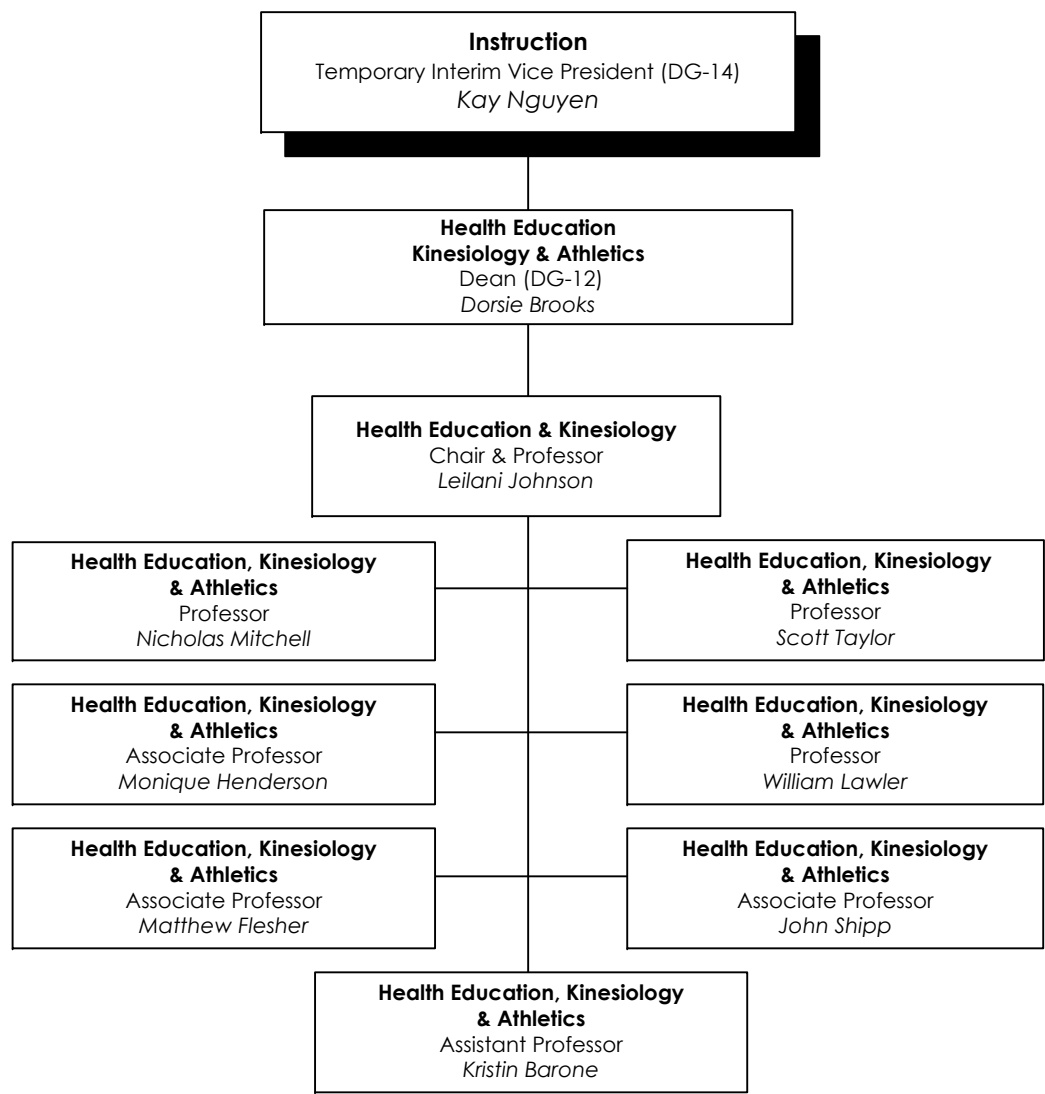 Instruction
Temporary Interim Vice President (DG-14)
Kay Nguyen
Health Education
Kinesiology & Athletics
Dean (DG-12)
Dorsie Brooks
Health Education & Kinesiology
Chair & Professor
Leilani Johnson
Health Education, Kinesiology
& Athletics
Professor
Nicholas Mitchell
Health Education, Kinesiology
& Athletics
Professor
Scott Taylor
Health Education, Kinesiology
& Athletics
Associate Professor
Monique Henderson
Health Education, Kinesiology
& Athletics
Professor
William Lawler
Health Education, Kinesiology
& Athletics
Associate Professor
Matthew Flesher
Health Education, Kinesiology
& Athletics
Associate Professor
John Shipp
Health Education, Kinesiology
& Athletics
Assistant Professor
Kristin Barone